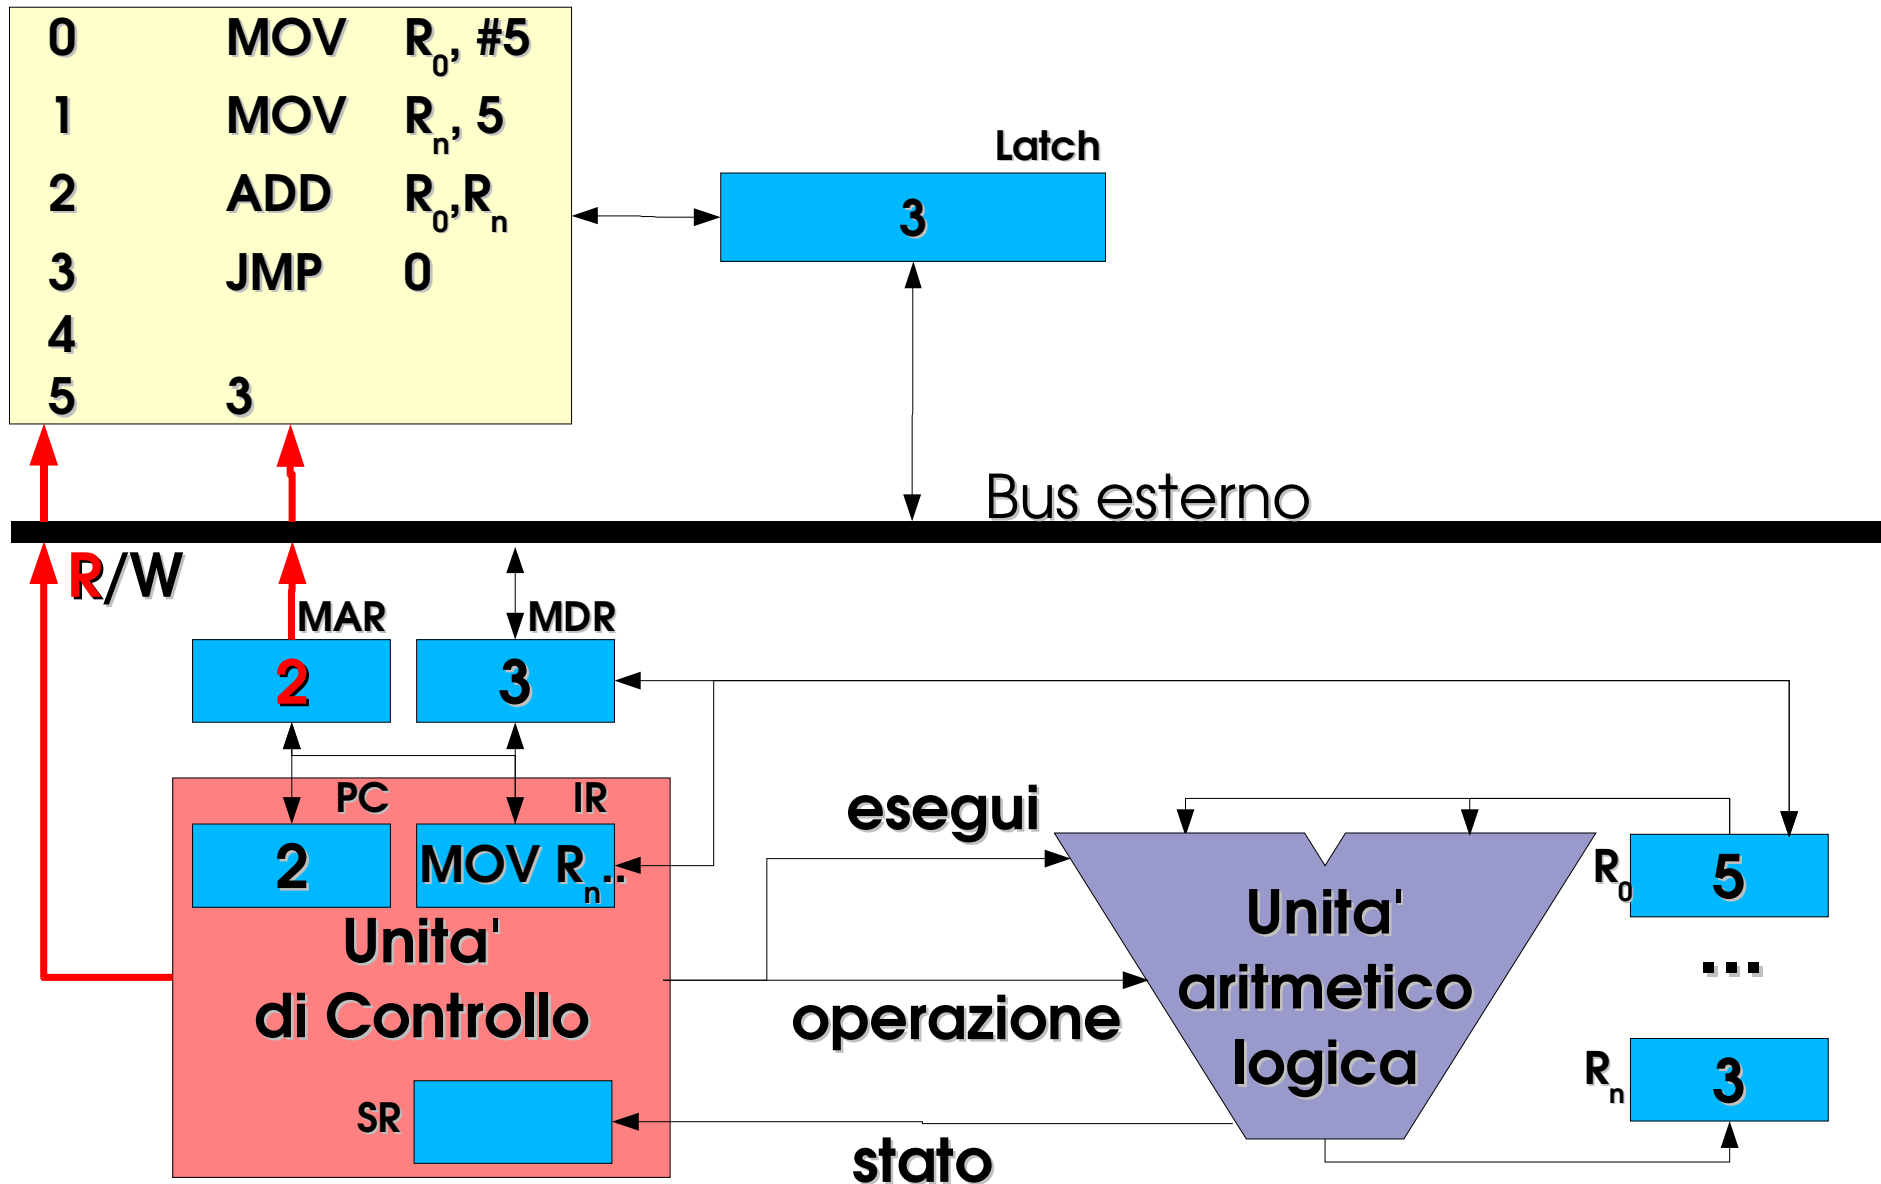 0 MOV R0, #5
1 MOV Rn, 5
2 ADD R0,Rn
3 JMP 0
4
5 3
Latch
3
Bus esterno
R/W
MAR
MDR
2
3
PC
IR
2
MOV Rn..
Unita'
di Controllo
SR
esegui
operazione
stato
Unita'
aritmetico
logica
R0
5
...
Rn
3